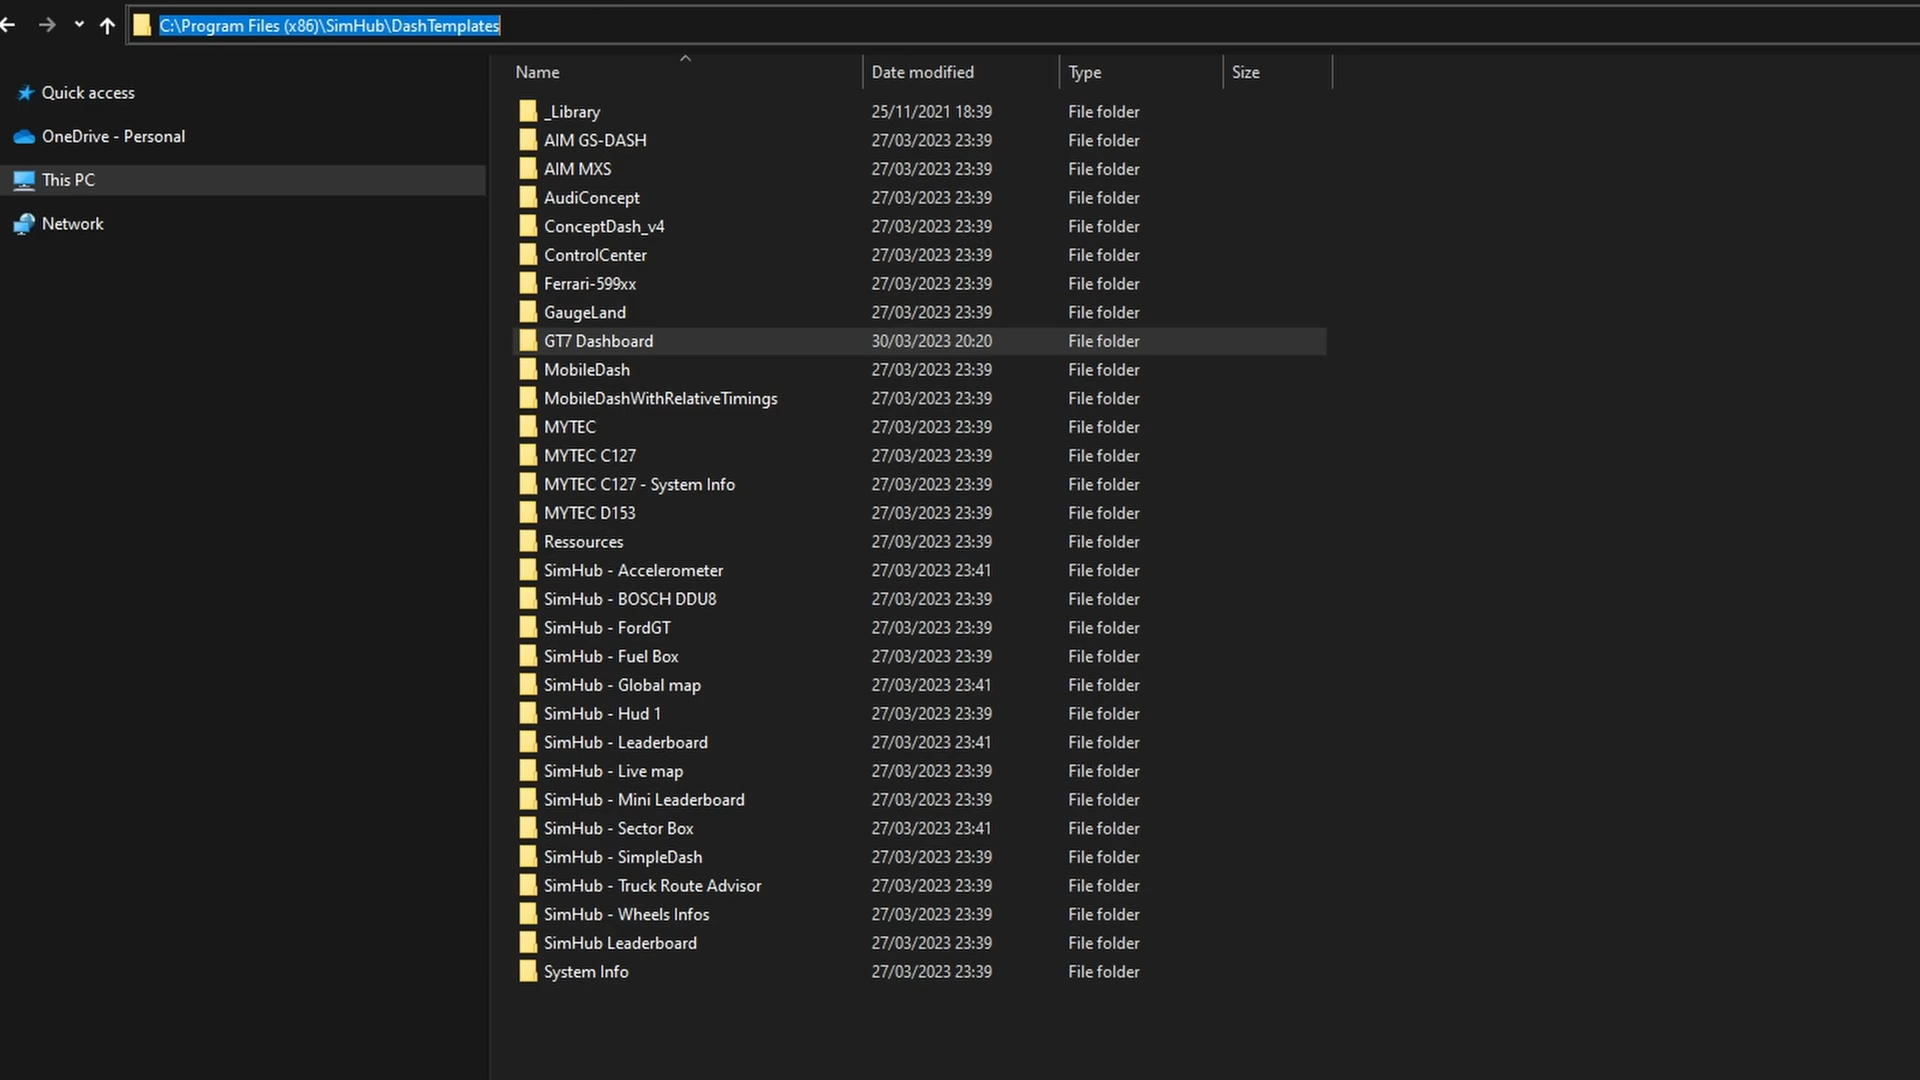 C:\Program Files (x86)\SimHub\DashTemplates
Name Date modified Type Size
Quick access
OneDrive - Personal
This PC
Network
_Library 25/11/2021 18:39 File folder
AIM GS-DASH 27/03/2023 23:39 File folder
AIM MXS 27/03/2023 23:39 File folder
AudiConcept 27/03/2023 23:39 File folder
ConceptDash_v4 27/03/2023 23:39 File folder
ControlCenter 27/03/2023 23:39 File folder
Ferrari-599xx 27/03/2023 23:39 File folder
GaugeLand 27/03/2023 23:39 File folder
GT7 Dashboard 30/03/2023 20:20 File folder
MobileDash 27/03/2023 23:39 File folder
MobileDashWithRelativeTimings 27/03/2023 23:39 File folder
MYTEC 27/03/2023 23:39 File folder
MYTEC C127 27/03/2023 23:39 File folder
MYTEC C127 - System Info 27/03/2023 23:39 File folder
MYTEC D153 27/03/2023 23:39 File folder
Ressources 27/03/2023 23:39 File folder
SimHub - Accelerometer 27/03/2023 23:41 File folder
SimHub - BOSCH DDU8 27/03/2023 23:39 File folder
SimHub - FordGT 27/03/2023 23:39 File folder
SimHub - Fuel Box 27/03/2023 23:39 File folder
SimHub - Global map 27/03/2023 23:41 File folder
SimHub - Hud 1 27/03/2023 23:39 File folder
SimHub - Leaderboard 27/03/2023 23:41 File folder
SimHub - Live map 27/03/2023 23:39 File folder
SimHub - Mini Leaderboard 27/03/2023 23:39 File folder
SimHub - Sector Box 27/03/2023 23:41 File folder
SimHub - SimpleDash 27/03/2023 23:39 File folder
SimHub - Truck Route Advisor 27/03/2023 23:39 File folder
SimHub - Wheels Infos 27/03/2023 23:39 File folder
SimHub Leaderboard 27/03/2023 23:39 File folder
System Info 27/03/2023 23:39 File folder